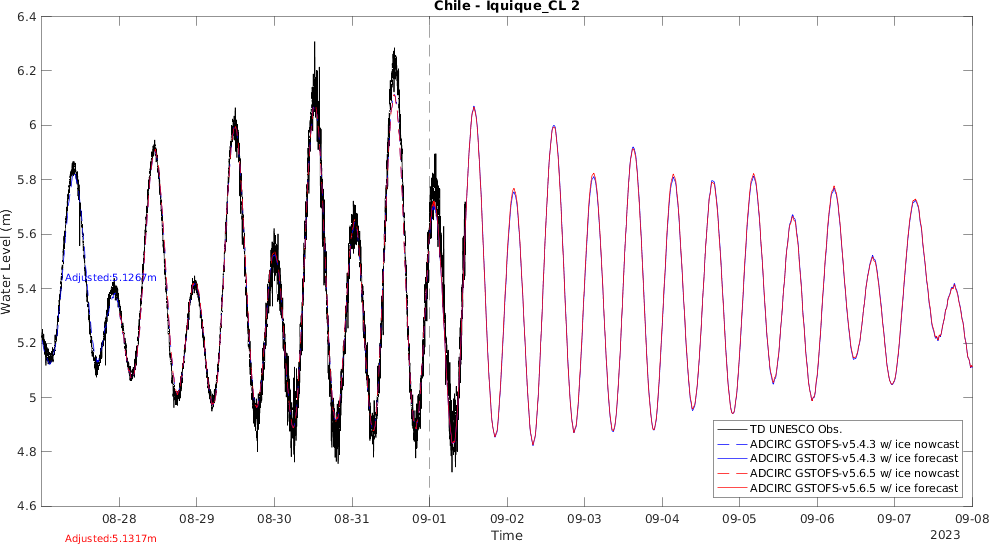 Chile - Iquique_CL 2
6.4
6.2
6
5.8
5.6
5.4
5.2
5
4.8
4.6
Water Level (m)
Adjusted:5.1267m
TD UNESCO Obs.
ADCIRC GSTOFS-v5.4.3 w/ ice nowcast
ADCIRC GSTOFS-v5.4.3 w/ ice forecast
ADCIRC GSTOFS-v5.6.5 w/ ice nowcast
ADCIRC GSTOFS-v5.6.5 w/ ice forecast
08-28 08-29 08-30 08-31 09-01 09-02 09-03 09-04 09-05 09-06 09-07 09-08
Time
2023
Adjusted:5.1317m